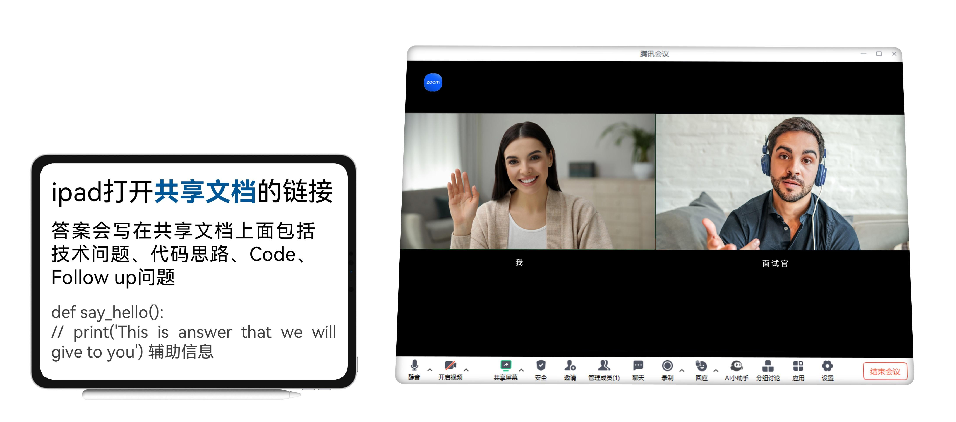 ipad打开共享文档的链接
答案会写在共享文档上面包括
技术问题、代码思路、Code、
Follow up问题
def say_hello():
// print('This is answer that we will
give to you') 辅助信息
腾讯会议
zoom
我
面试官
静音 开启视频 共享屏幕 安全 邀请 管理成员(1) 聊天 录制 回应 AI小助手 分组讨论 应用 设置 结束会议